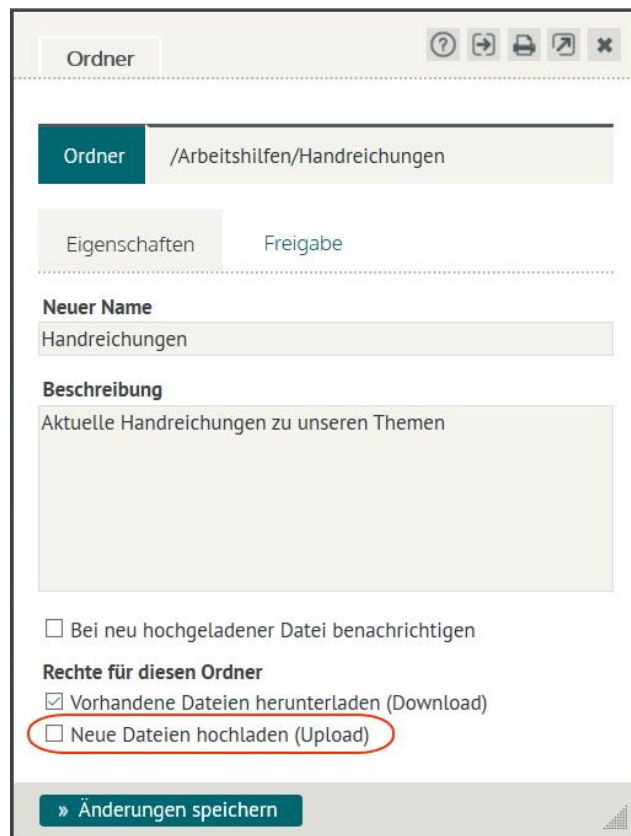 Ordner
Ordner /Arbeitshilfen/Handreichungen
Eigenschaften Freigabe
Neuer Name
Handreichungen
Beschreibung
Aktuelle Handreichungen zu unseren Themen
Bei neu hochgeladener Datei benachrichtigen
Rechte für diesen Ordner
Vorhandene Dateien herunterladen (Download)
Neue Dateien hochladen (Upload)
» Änderungen speichern